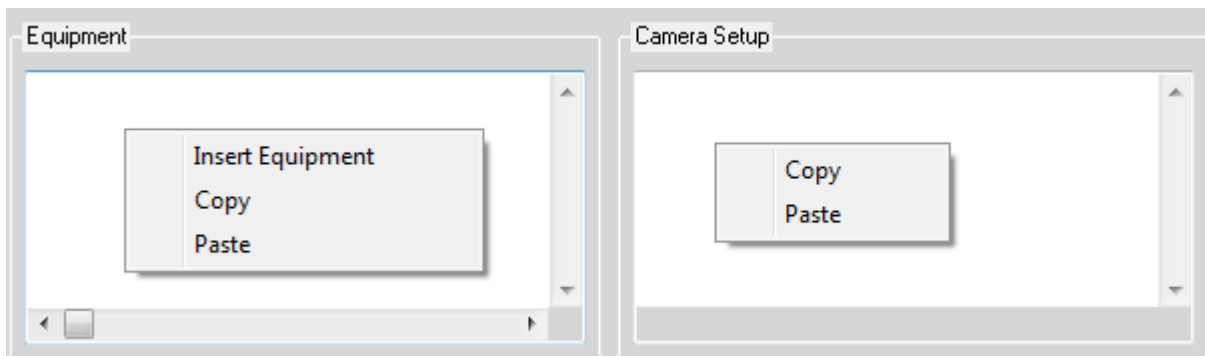 Equipment
Insert Equipment
Copy
Paste
Camera Setup
Copy
Paste